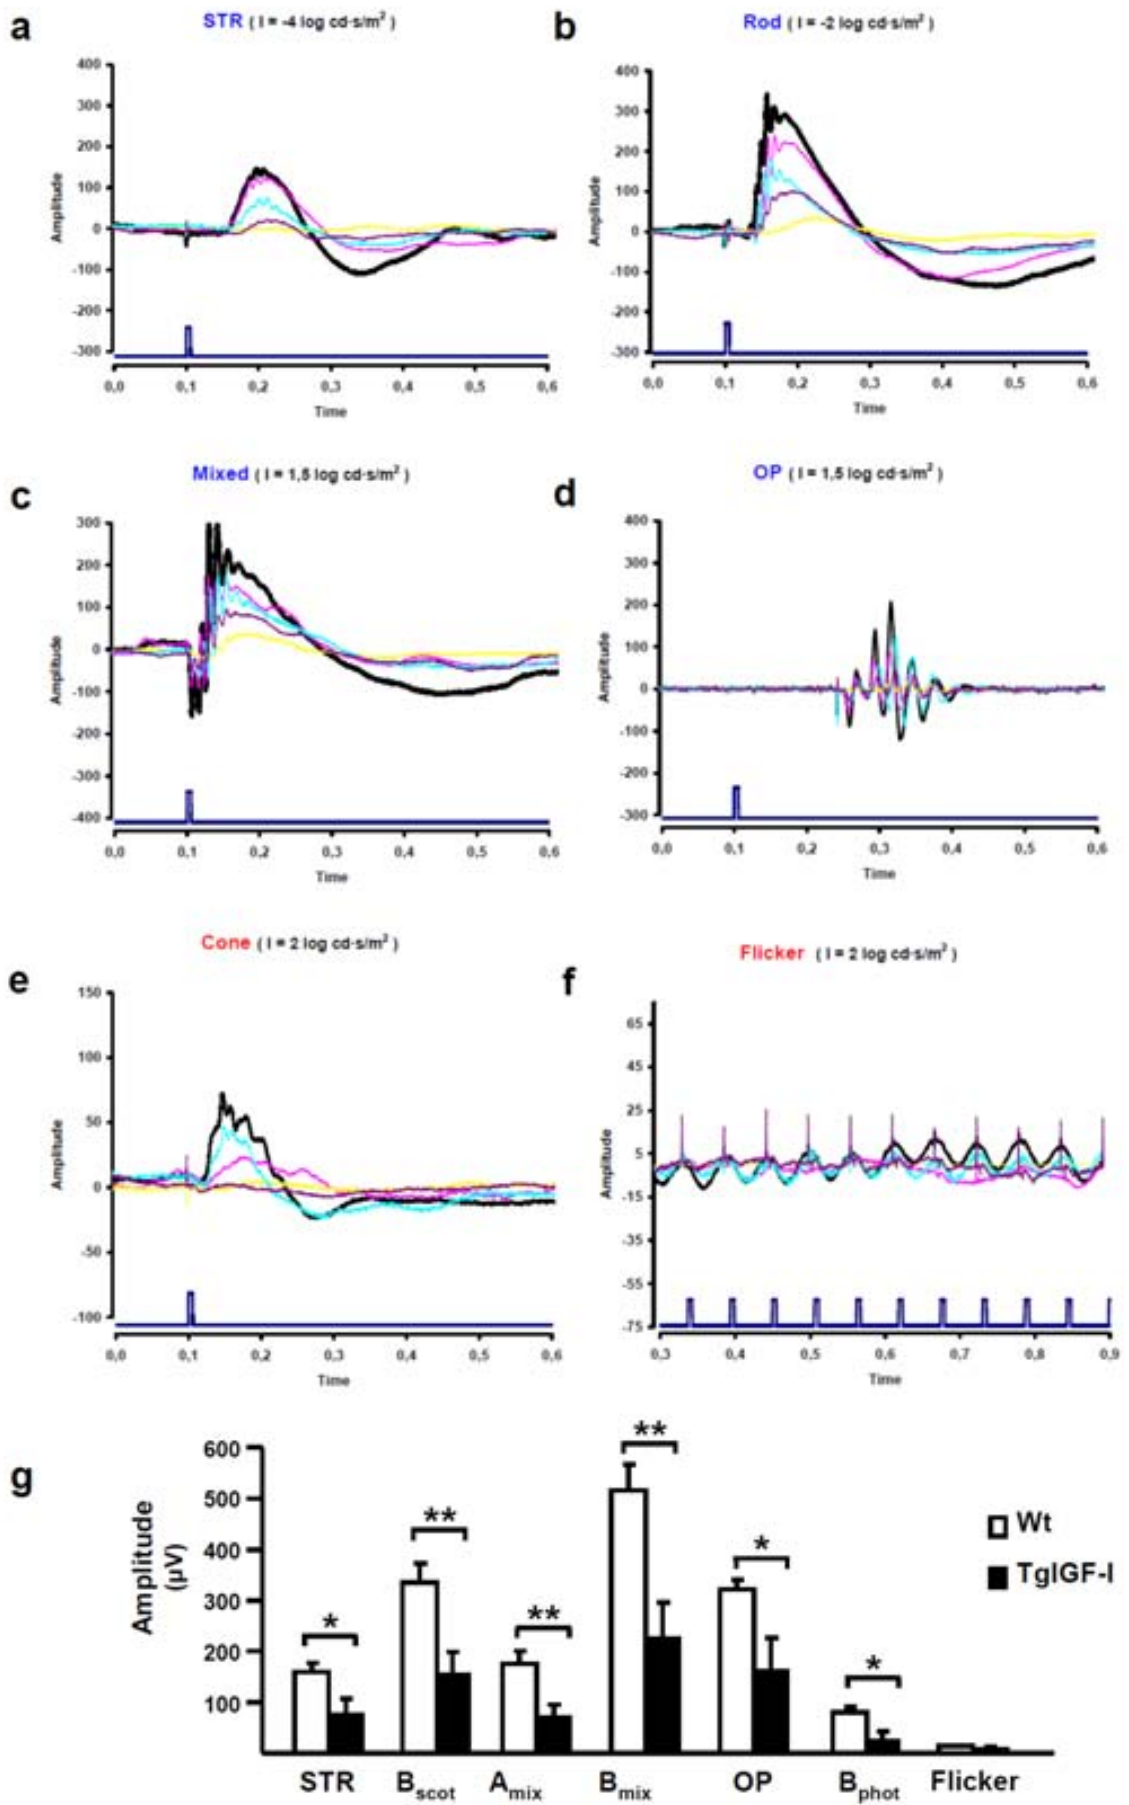 a STR ( I = -4 log cd·s/m² )
400
300
200
100
0
-100
-200
-300
Amplitude
0,0 0,1 0,2 0,3 0,4 0,5 0,6
Time
b Rod ( I = -2 log cd·s/m² )
400
300
200
100
0
-100
-200
-300
Amplitude
0,0 0,1 0,2 0,3 0,4 0,5 0,6
Time
c Mixed ( I = 1,5 log cd·s/m² )
300
200
100
0
-100
-200
-300
-400
Amplitude
0,0 0,1 0,2 0,3 0,4 0,5 0,6
Time
d OP ( I = 1,5 log cd·s/m² )
400
300
200
100
0
-100
-200
-300
Amplitude
0,0 0,1 0,2 0,3 0,4 0,5 0,6
Time
e Cone ( I = 2 log cd·s/m² )
150
100
50
0
-50
-100
Amplitude
0,0 0,1 0,2 0,3 0,4 0,5 0,6
Time
f Flicker ( I = 2 log cd·s/m² )
65
45
25
5
-15
-35
-55
-75
Amplitude
0,3 0,4 0,5 0,6 0,7 0,8 0,9
Time
g
600
500
400
300
200
100
Amplitude
(µV)
* ** ** ** * *
Wt
TgIGF-I
STR Bscot Amix Bmix OP Bphot Flicker